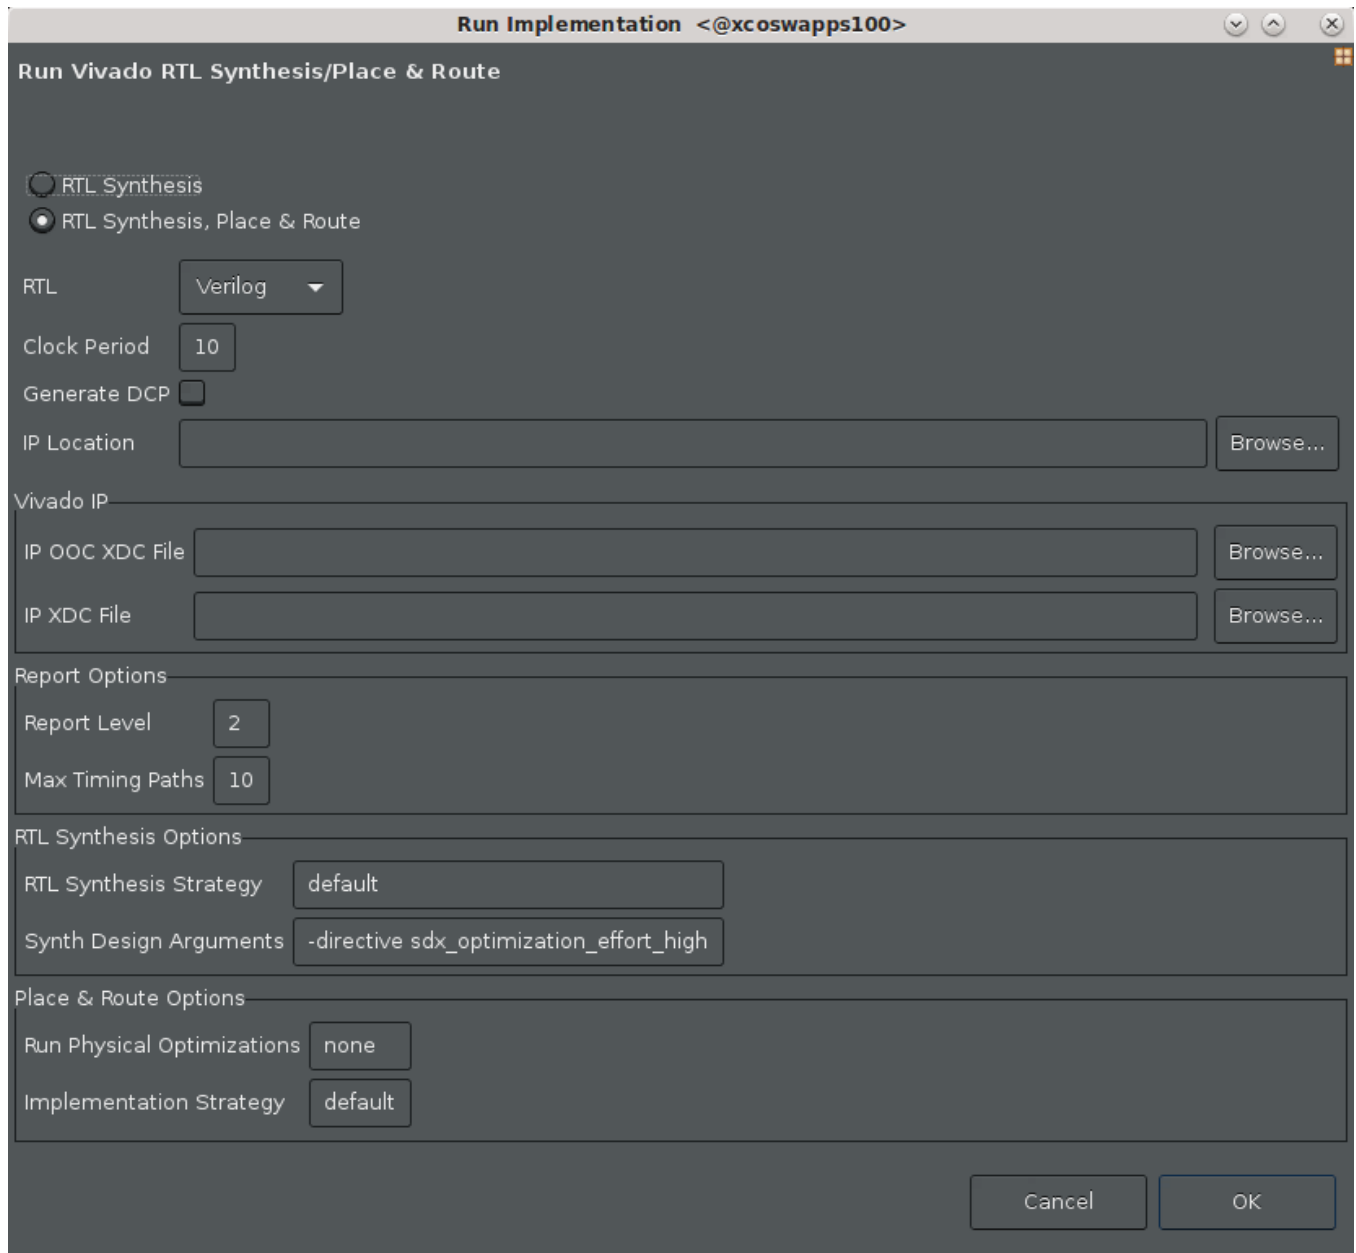 Run Implementation <@xcoswapps100>
Run Vivado RTL Synthesis/Place & Route
RTL Synthesis
RTL Synthesis, Place & Route
RTL Verilog
Clock Period 10
Generate DCP
IP Location Browse...
Vivado IP
IP OOC XDC File Browse...
IP XDC File Browse...
Report Options
Report Level 2
Max Timing Paths 10
RTL Synthesis Options
RTL Synthesis Strategy default
Synth Design Arguments -directive sdx_optimization_effort_high
Place & Route Options
Run Physical Optimizations none
Implementation Strategy default
Cancel OK